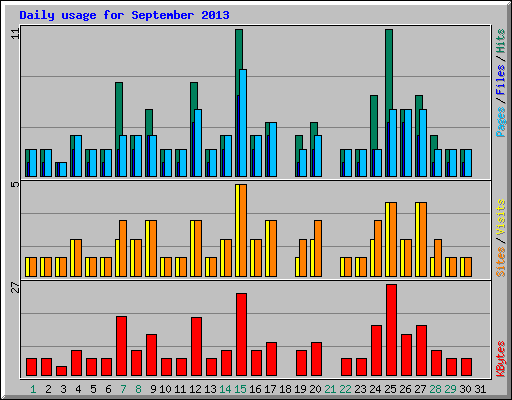 Daily usage for September 2013
11
Pages / Files / Hits
5
Sites / Visits
27
KBytes
1 2 3 4 5 6 7 8 9 10 11 12 13 14 15 16 17 18 19 20 21 22 23 24 25 26 27 28 29 30 31